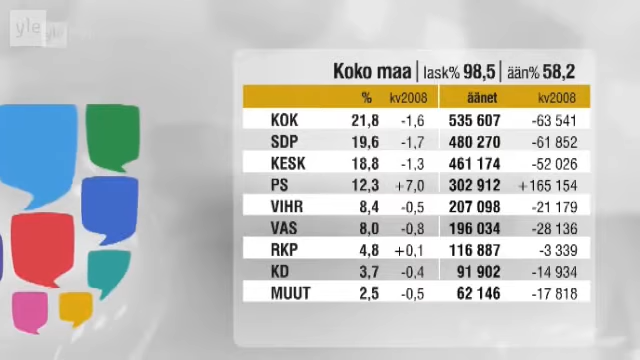 yle
Koko maa | lask% 98,5 | ään% 58,2
% kv2008 äänet kv2008
KOK 21,8 -1,6 535 607 -63 541
SDP 19,6 -1,7 480 270 -61 852
KESK 18,8 -1,3 461 174 -52 026
PS 12,3 +7,0 302 912 +165 154
VIHR 8,4 -0,5 207 098 -21 179
VAS 8,0 -0,8 196 034 -28 136
RKP 4,8 +0,1 116 887 -3 339
KD 3,7 -0,4 91 902 -14 934
MUUT 2,5 -0,5 62 146 -17 818